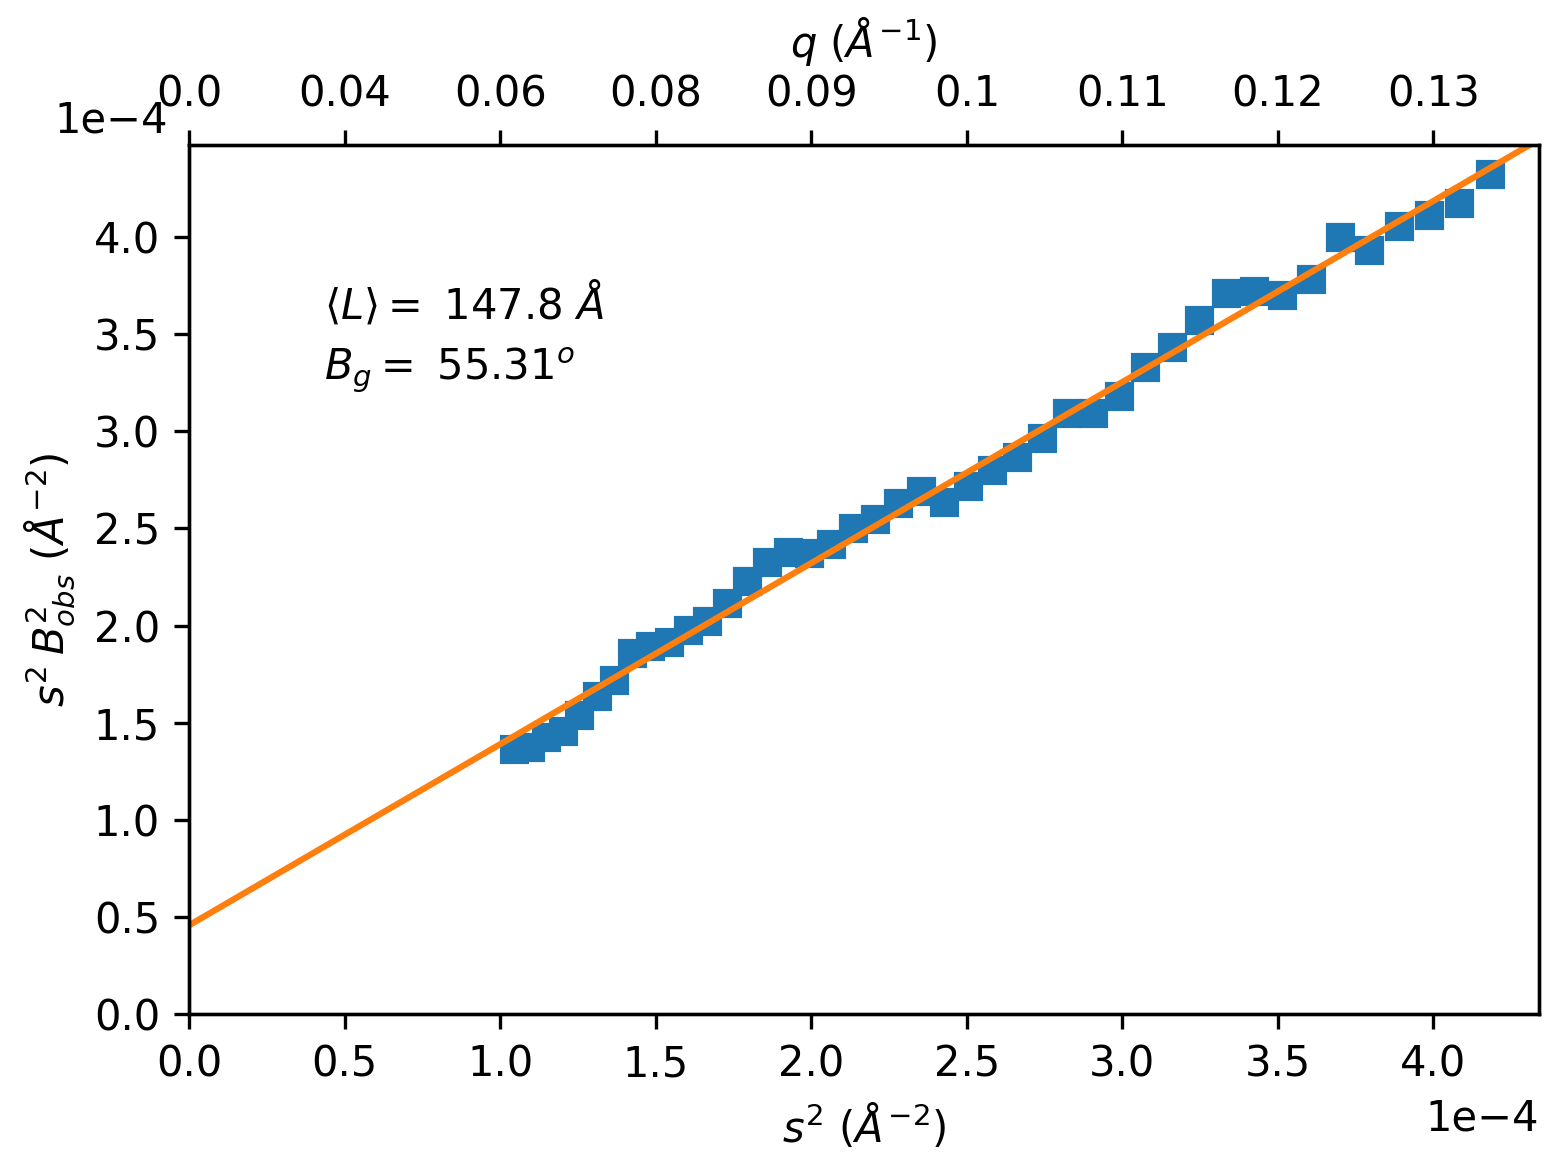 q (Å⁻¹)
0.0 0.04 0.06 0.08 0.09 0.1 0.11 0.12 0.13
1e−4
4.0
⟨L⟩ = 147.8 Å
3.5
B_g = 55.31°
3.0
2.5
2.0
1.5
1.0
0.5
0.0
s² B²_obs (Å⁻²)
0.0 0.5 1.0 1.5 2.0 2.5 3.0 3.5 4.0
1e−4
s² (Å⁻²)